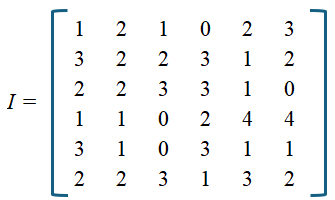 1 2 1 0 2 3
3 2 2 3 1 2
2 2 3 3 1 0
I = 1 1 0 2 4 4
3 1 0 3 1 1
2 2 3 1 3 2